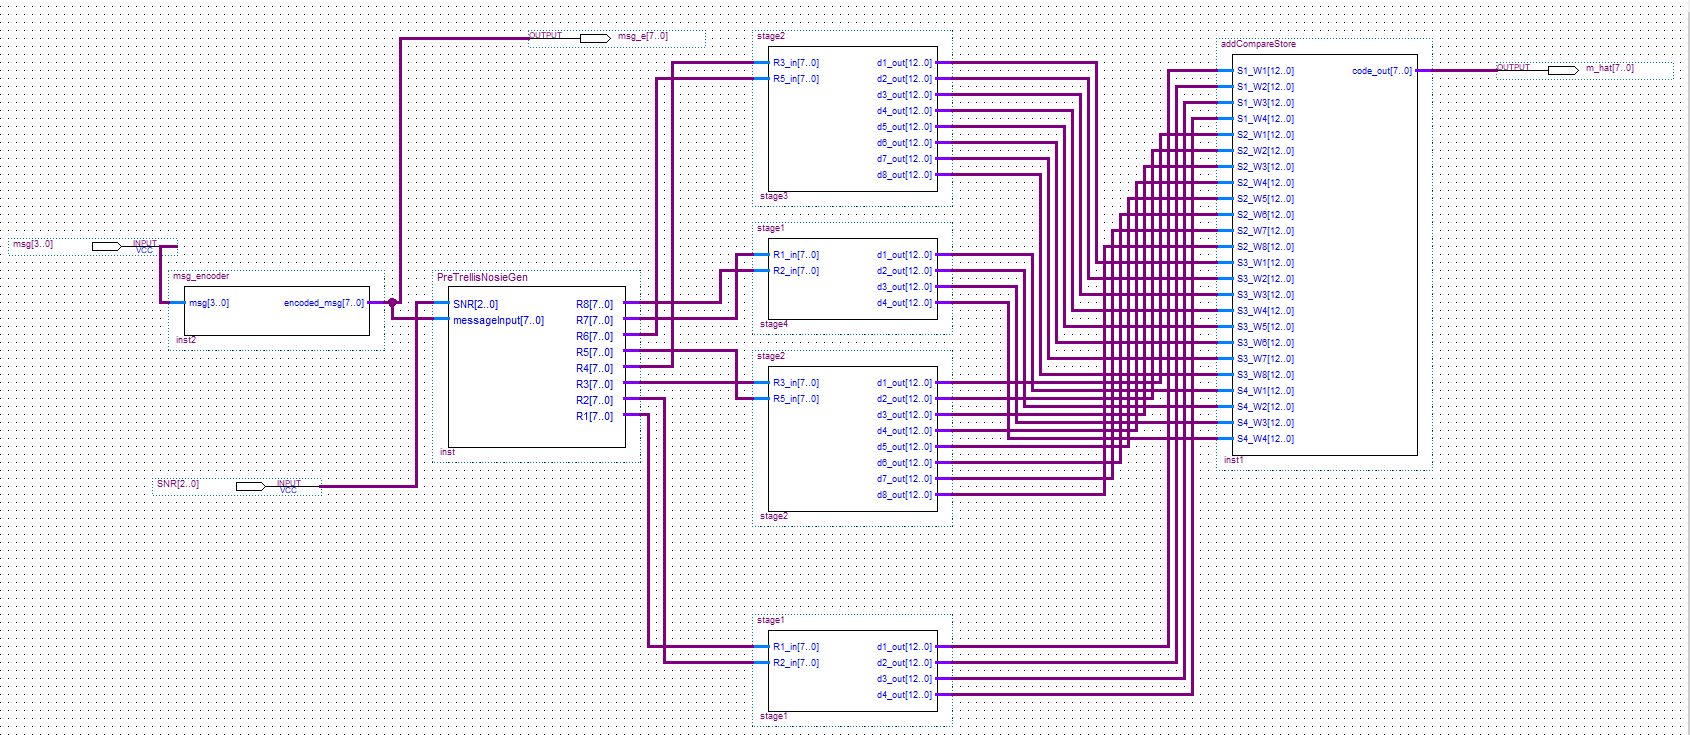 OUTPUT
msg_e[7..0]
msg[3..0]
INPUT
VCC
msg_encoder
msg[3..0]
encoded_msg[7..0]
inst2
SNR[2..0]
INPUT
VCC
PreTrellisNosieGen
SNR[2..0]
messageInput[7..0]
R8[7..0]
R7[7..0]
R6[7..0]
R5[7..0]
R4[7..0]
R3[7..0]
R2[7..0]
R1[7..0]
inst
stage2
R3_in[7..0]
R5_in[7..0]
d1_out[12..0]
d2_out[12..0]
d3_out[12..0]
d4_out[12..0]
d5_out[12..0]
d6_out[12..0]
d7_out[12..0]
d8_out[12..0]
stage3
stage1
R1_in[7..0]
R2_in[7..0]
d1_out[12..0]
d2_out[12..0]
d3_out[12..0]
d4_out[12..0]
stage4
stage2
R3_in[7..0]
R5_in[7..0]
d1_out[12..0]
d2_out[12..0]
d3_out[12..0]
d4_out[12..0]
d5_out[12..0]
d6_out[12..0]
d7_out[12..0]
d8_out[12..0]
stage2
stage1
R1_in[7..0]
R2_in[7..0]
d1_out[12..0]
d2_out[12..0]
d3_out[12..0]
d4_out[12..0]
stage1
addCompareStore
S1_W1[12..0]
S1_W2[12..0]
S1_W3[12..0]
S1_W4[12..0]
S2_W1[12..0]
S2_W2[12..0]
S2_W3[12..0]
S2_W4[12..0]
S2_W5[12..0]
S2_W6[12..0]
S2_W7[12..0]
S2_W8[12..0]
S3_W1[12..0]
S3_W2[12..0]
S3_W3[12..0]
S3_W4[12..0]
S3_W5[12..0]
S3_W6[12..0]
S3_W7[12..0]
S3_W8[12..0]
S4_W1[12..0]
S4_W2[12..0]
S4_W3[12..0]
S4_W4[12..0]
code_out[7..0]
inst1
OUTPUT
m_hat[7..0]